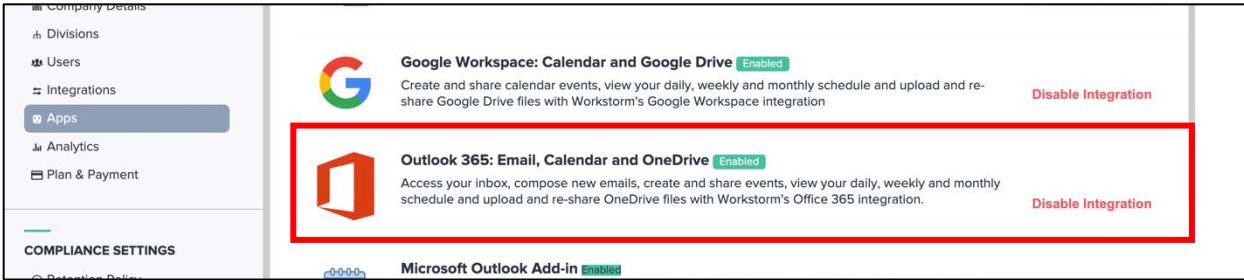 Company Details
Divisions
Users
Integrations
Apps
Analytics
Plan & Payment
COMPLIANCE SETTINGS
Retention Policy
Google Workspace: Calendar and Google Drive Enabled
Create and share calendar events, view your daily, weekly and monthly schedule and upload and re-
share Google Drive files with Workstorm's Google Workspace integration
Disable Integration
Outlook 365: Email, Calendar and OneDrive Enabled
Access your inbox, compose new emails, create and share events, view your daily, weekly and monthly
schedule and upload and re-share OneDrive files with Workstorm's Office 365 integration.
Disable Integration
Microsoft Outlook Add-in Enabled